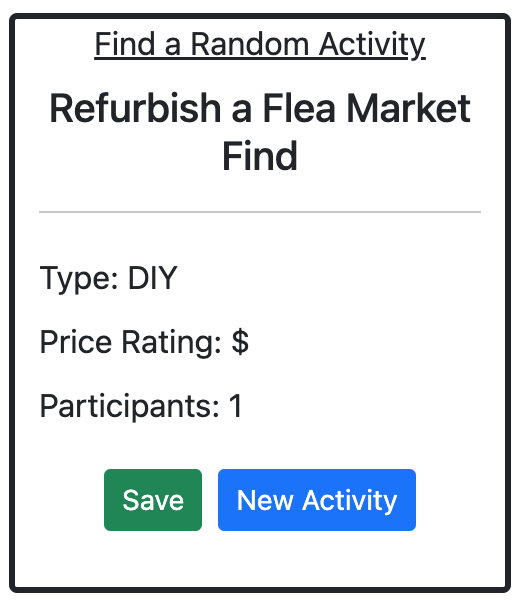 Find a Random Activity
Refurbish a Flea Market
Find
Type: DIY
Price Rating: $
Participants: 1
Save New Activity